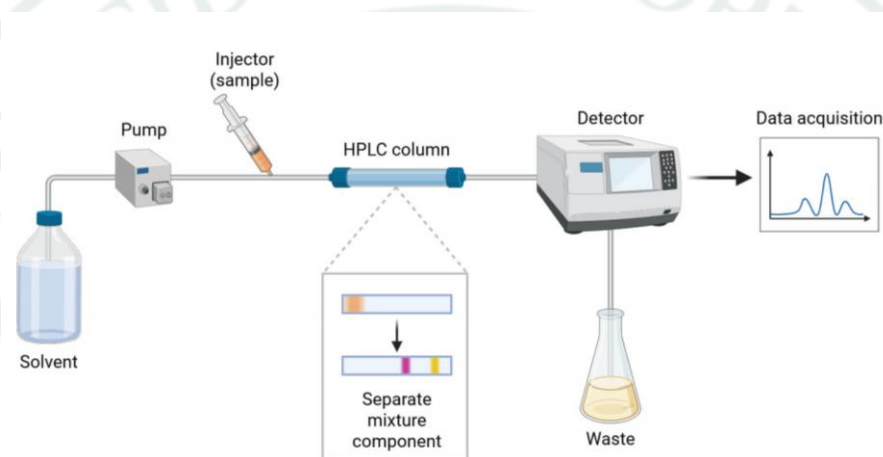 Injector
(sample)
Pump
HPLC column
Detector
Data acquisition
Solvent
Separate
mixture
component
Waste